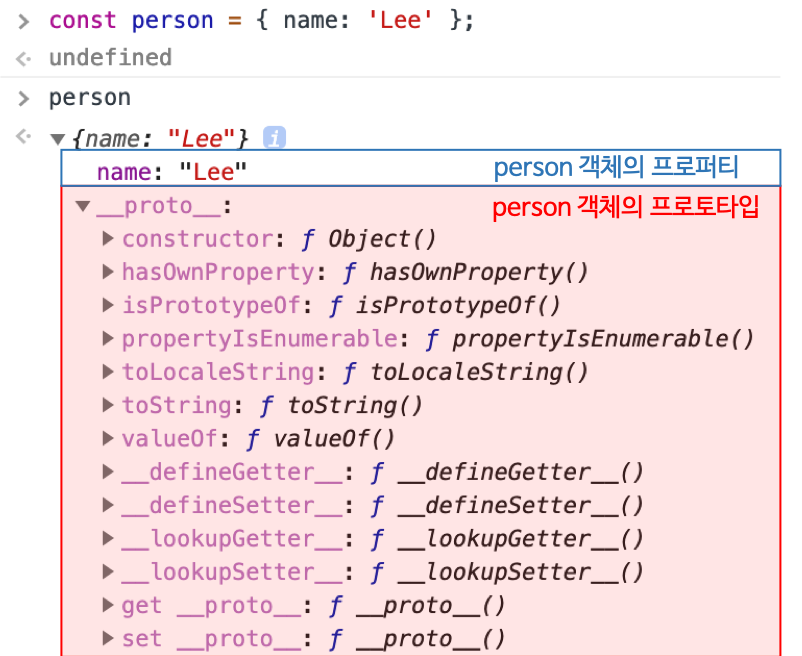 > const person = { name: 'Lee' };
<· undefined
> person
<· ▼{name: "Lee"} i
name: "Lee" person 객체의 프로퍼티
▼__proto__: person 객체의 프로토타입
▶constructor: ƒ Object()
▶hasOwnProperty: ƒ hasOwnProperty()
▶isPrototypeOf: ƒ isPrototypeOf()
▶propertyIsEnumerable: ƒ propertyIsEnumerable()
▶toLocaleString: ƒ toLocaleString()
▶toString: ƒ toString()
▶valueOf: ƒ valueOf()
▶__defineGetter__: ƒ __defineGetter__()
▶__defineSetter__: ƒ __defineSetter__()
▶__lookupGetter__: ƒ __lookupGetter__()
▶__lookupSetter__: ƒ __lookupSetter__()
▶get __proto__: ƒ __proto__()
▶set __proto__: ƒ __proto__()